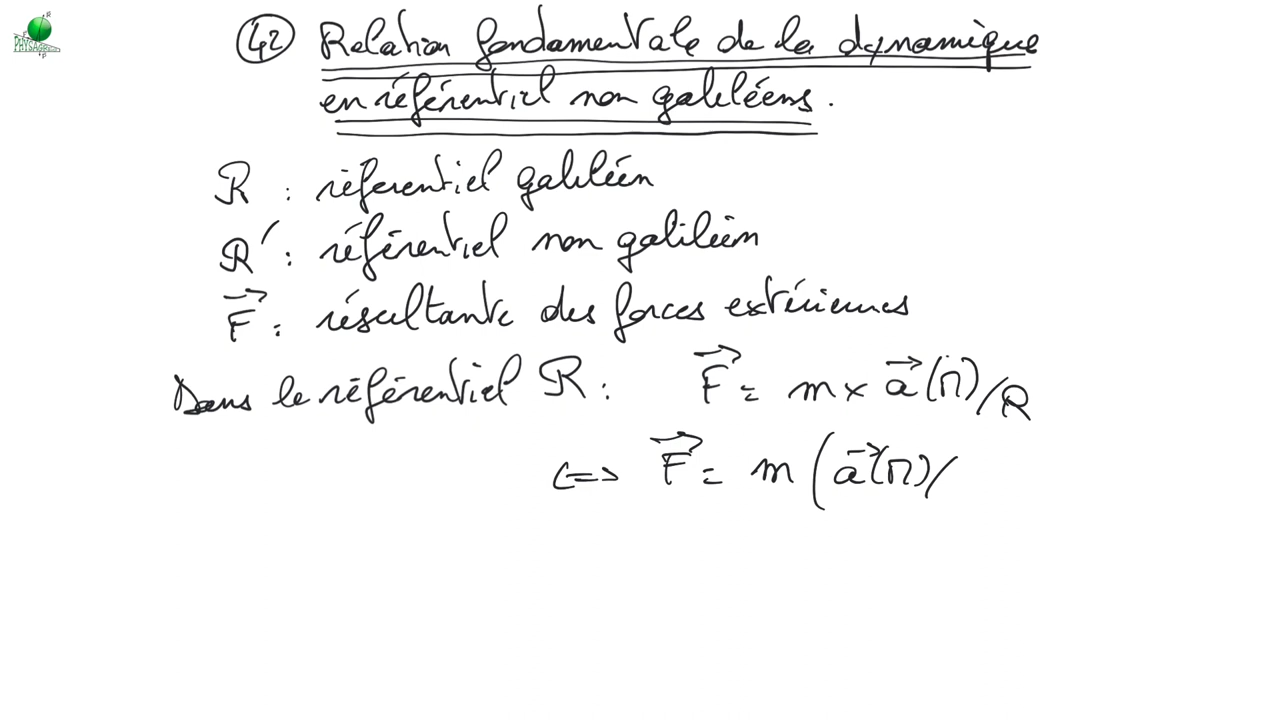 42 Relation fondamentale de la dynamique
en référentiel non galiléens.
R : référentiel galiléen
R' : référentiel non galiléen
F⃗ : résultante des forces extérieures
Dans le référentiel R : F⃗ = m × a⃗(M)/R
⟺ F⃗ = m (a⃗(M)/